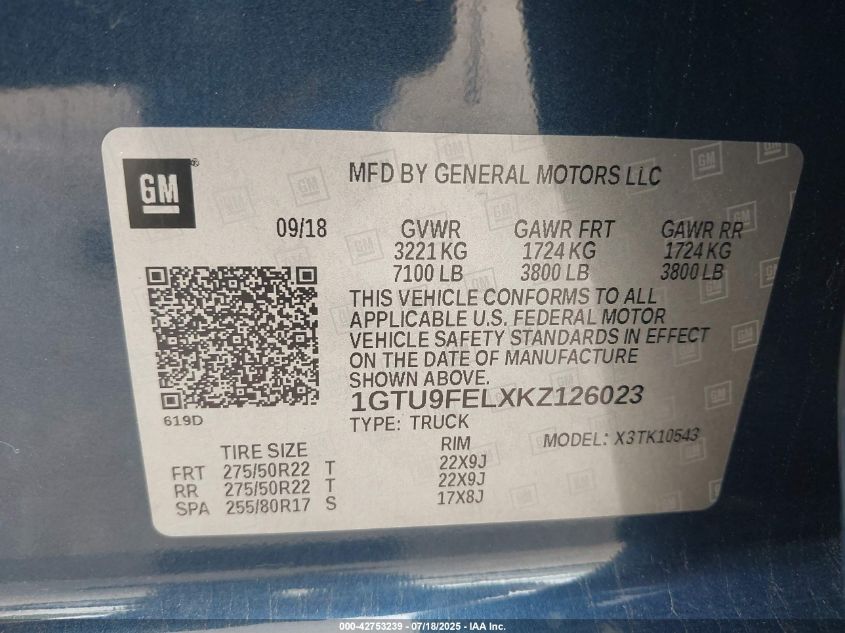 GM
®
MFD BY GENERAL MOTORS LLC
09/18 GVWR GAWR FRT GAWR RR
3221 KG 1724 KG 1724 KG
7100 LB 3800 LB 3800 LB
THIS VEHICLE CONFORMS TO ALL
APPLICABLE U.S. FEDERAL MOTOR
VEHICLE SAFETY STANDARDS IN EFFECT
ON THE DATE OF MANUFACTURE
SHOWN ABOVE.
1GTU9FELXKZ126023
619D
TYPE: TRUCK MODEL: X3TK10543
TIRE SIZE RIM
FRT 275/50R22 T 22X9J
RR 275/50R22 T 22X9J
SPA 255/80R17 S 17X8J
000-42753239 - 07/18/2025 - IAA Inc.